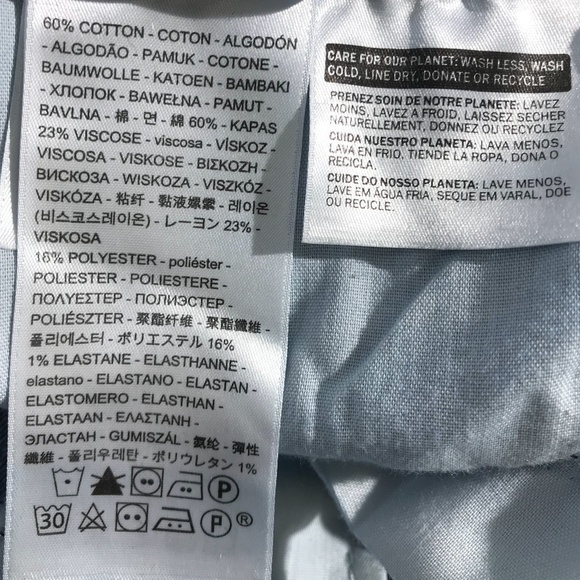 60% COTTON - COTON - ALGODÓN
- ALGODÃO - PAMUK - COTONE -
BAUMWOLLE - KATOEN - BAMBAKI
- ХЛОПОК - BAWEŁNA - PAMUT -
BAVLNA - 棉 - 면 - 綿 60% - KAPAS
23% VISCOSE - viscosa - VÍSKOZ -
VISCOSA - VISKOSE - ΒΙΣΚΟΖΗ -
ВИСКОЗА - WISKOZA - VISZKÓZ -
VISKÓZA - 粘纤 - 黏液嫘縈 - 레이온
(비스코스레이온) - レーヨン 23% -
VISKOSA
16% POLYESTER - poliéster -
POLIESTER - POLIESTERE -
ΠΟΛΥΕΣΤΕΡ - ПОЛИЭСТЕР -
POLIÉSZTER - 聚酯纤维 - 聚酯纖維 -
폴리에스터 - ポリエステル 16%
1% ELASTANE - ELASTHANNE -
elastano - ELASTANO - ELASTAN -
ELASTOMERO - ELASTHAN -
ELASTAAN - ΕΛΑΣΤΑΝΗ -
ЭЛАСТАН - GUMISZÁL - 氨纶 - 彈性
纖維 - 폴리우레탄 - ポリウレタン 1%
P
30 P ®
CARE FOR OUR PLANET: WASH LESS, WASH
COLD, LINE DRY, DONATE OR RECYCLE
PRENEZ SOIN DE NOTRE PLANETE: LAVEZ
MOINS, LAVEZ A FROID, LAISSEZ SECHER
NATURELLEMENT, DONNEZ OU RECYCLEZ
CUIDA NUESTRO PLANETA: LAVA MENOS,
LAVA EN FRIO, TIENDE LA ROPA, DONA O
RECICLA.
CUIDE DO NOSSO PLANETA: LAVE MENOS,
LAVE EM ÁGUA FRIA, SEQUE EM VARAL, DOE
OU RECICLE.